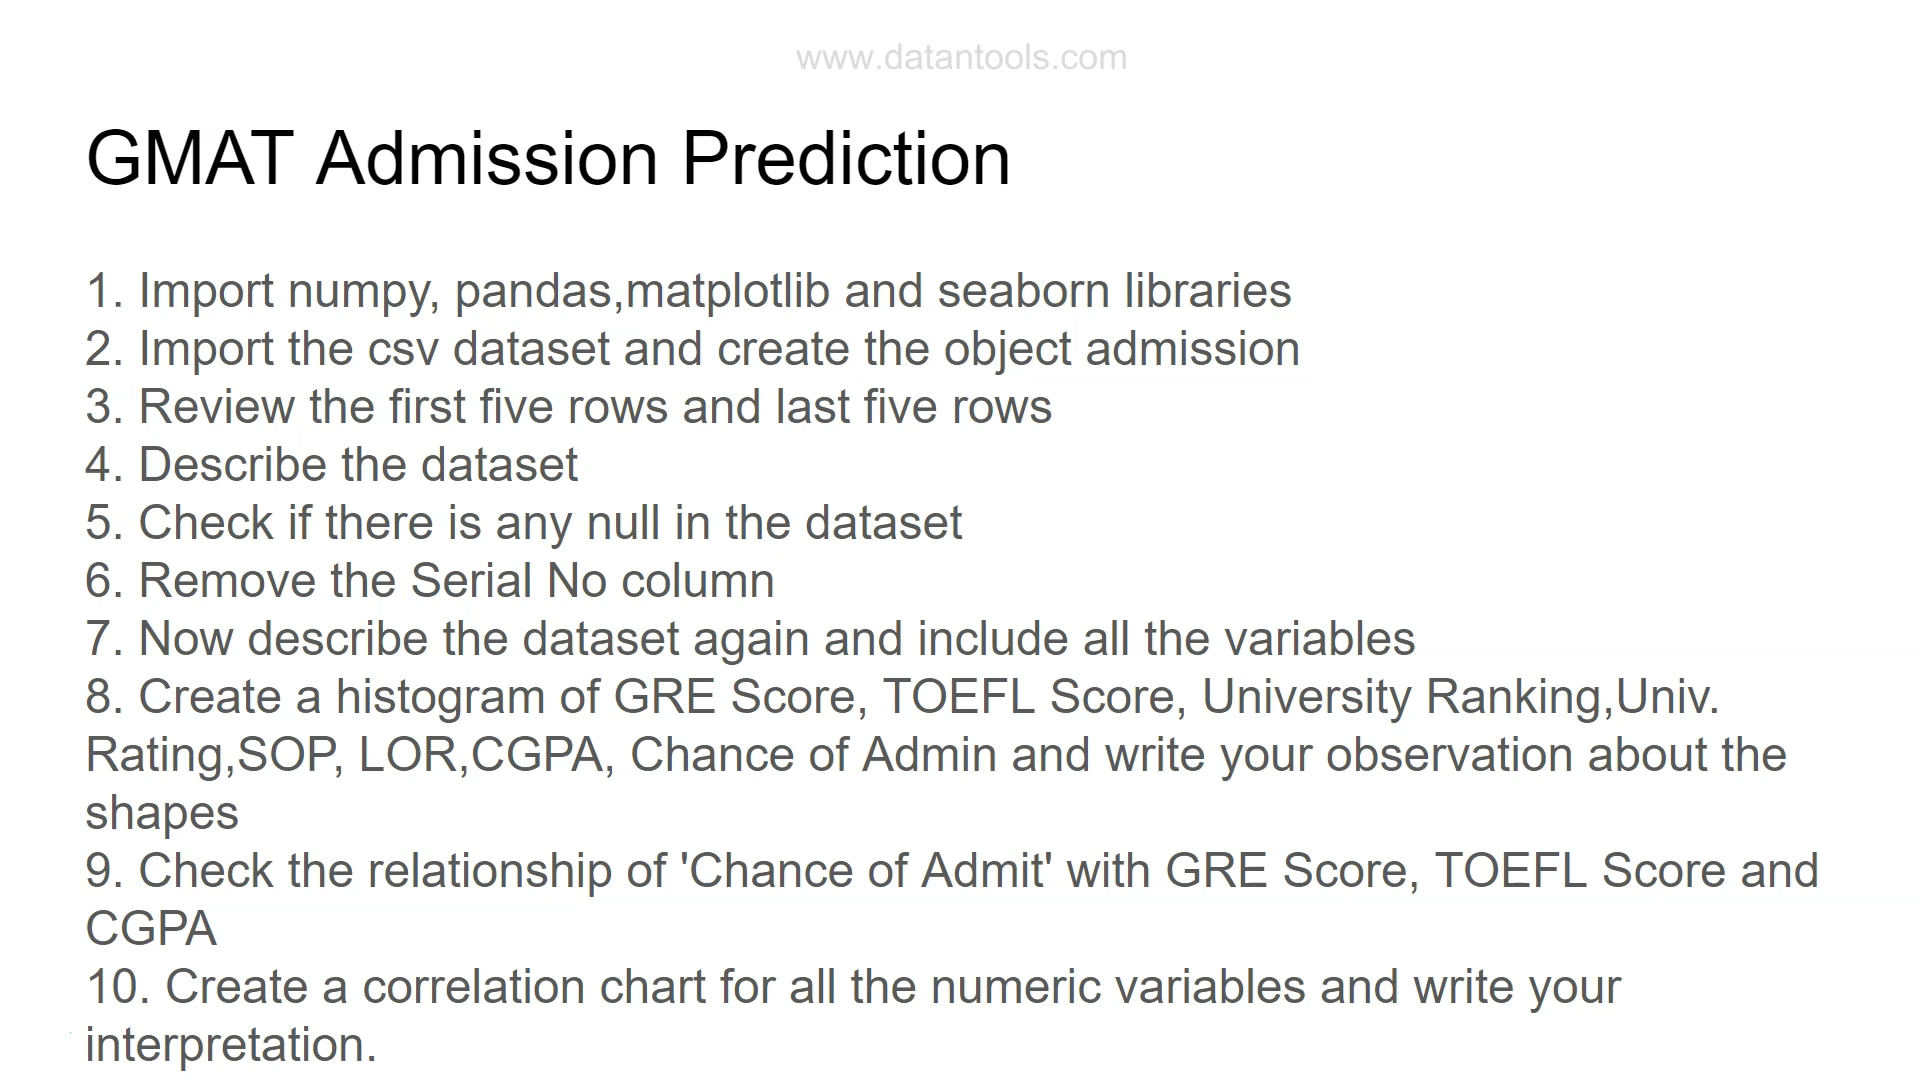 www.datantools.com
GMAT Admission Prediction
1. Import numpy, pandas,matplotlib and seaborn libraries
2. Import the csv dataset and create the object admission
3. Review the first five rows and last five rows
4. Describe the dataset
5. Check if there is any null in the dataset
6. Remove the Serial No column
7. Now describe the dataset again and include all the variables
8. Create a histogram of GRE Score, TOEFL Score, University Ranking,Univ.
Rating,SOP, LOR,CGPA, Chance of Admin and write your observation about the
shapes
9. Check the relationship of 'Chance of Admit' with GRE Score, TOEFL Score and
CGPA
10. Create a correlation chart for all the numeric variables and write your
interpretation.